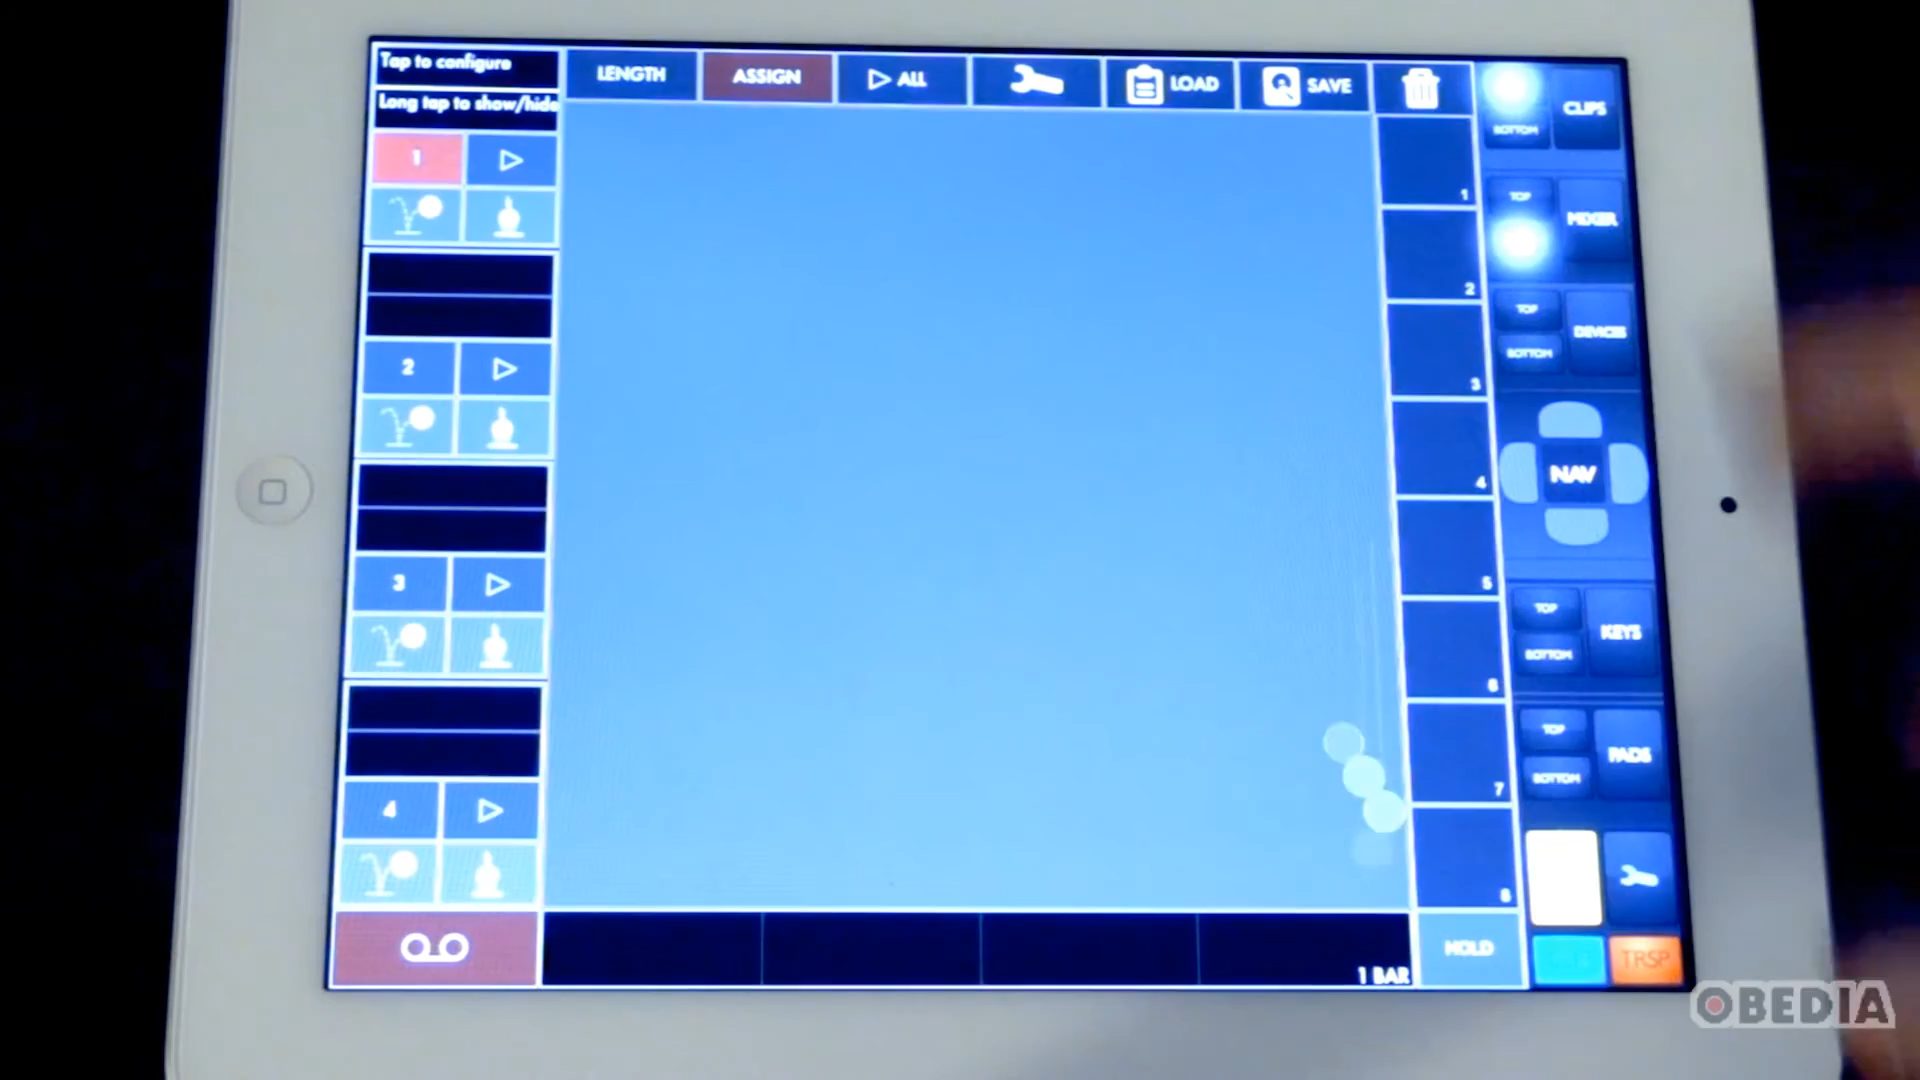 Tap to configure
Long tap to show/hide
LENGTH
ASSIGN
ALL
LOAD
SAVE
1
2
3
4
1
2
3
4
5
6
7
8
1 BAR
HOLD
BOTTOM
CLIPS
TOP
MIXER
TOP
BOTTOM
DEVICES
NAV
TOP
BOTTOM
KEYS
TOP
BOTTOM
PADS
TRSP
OBEDIA